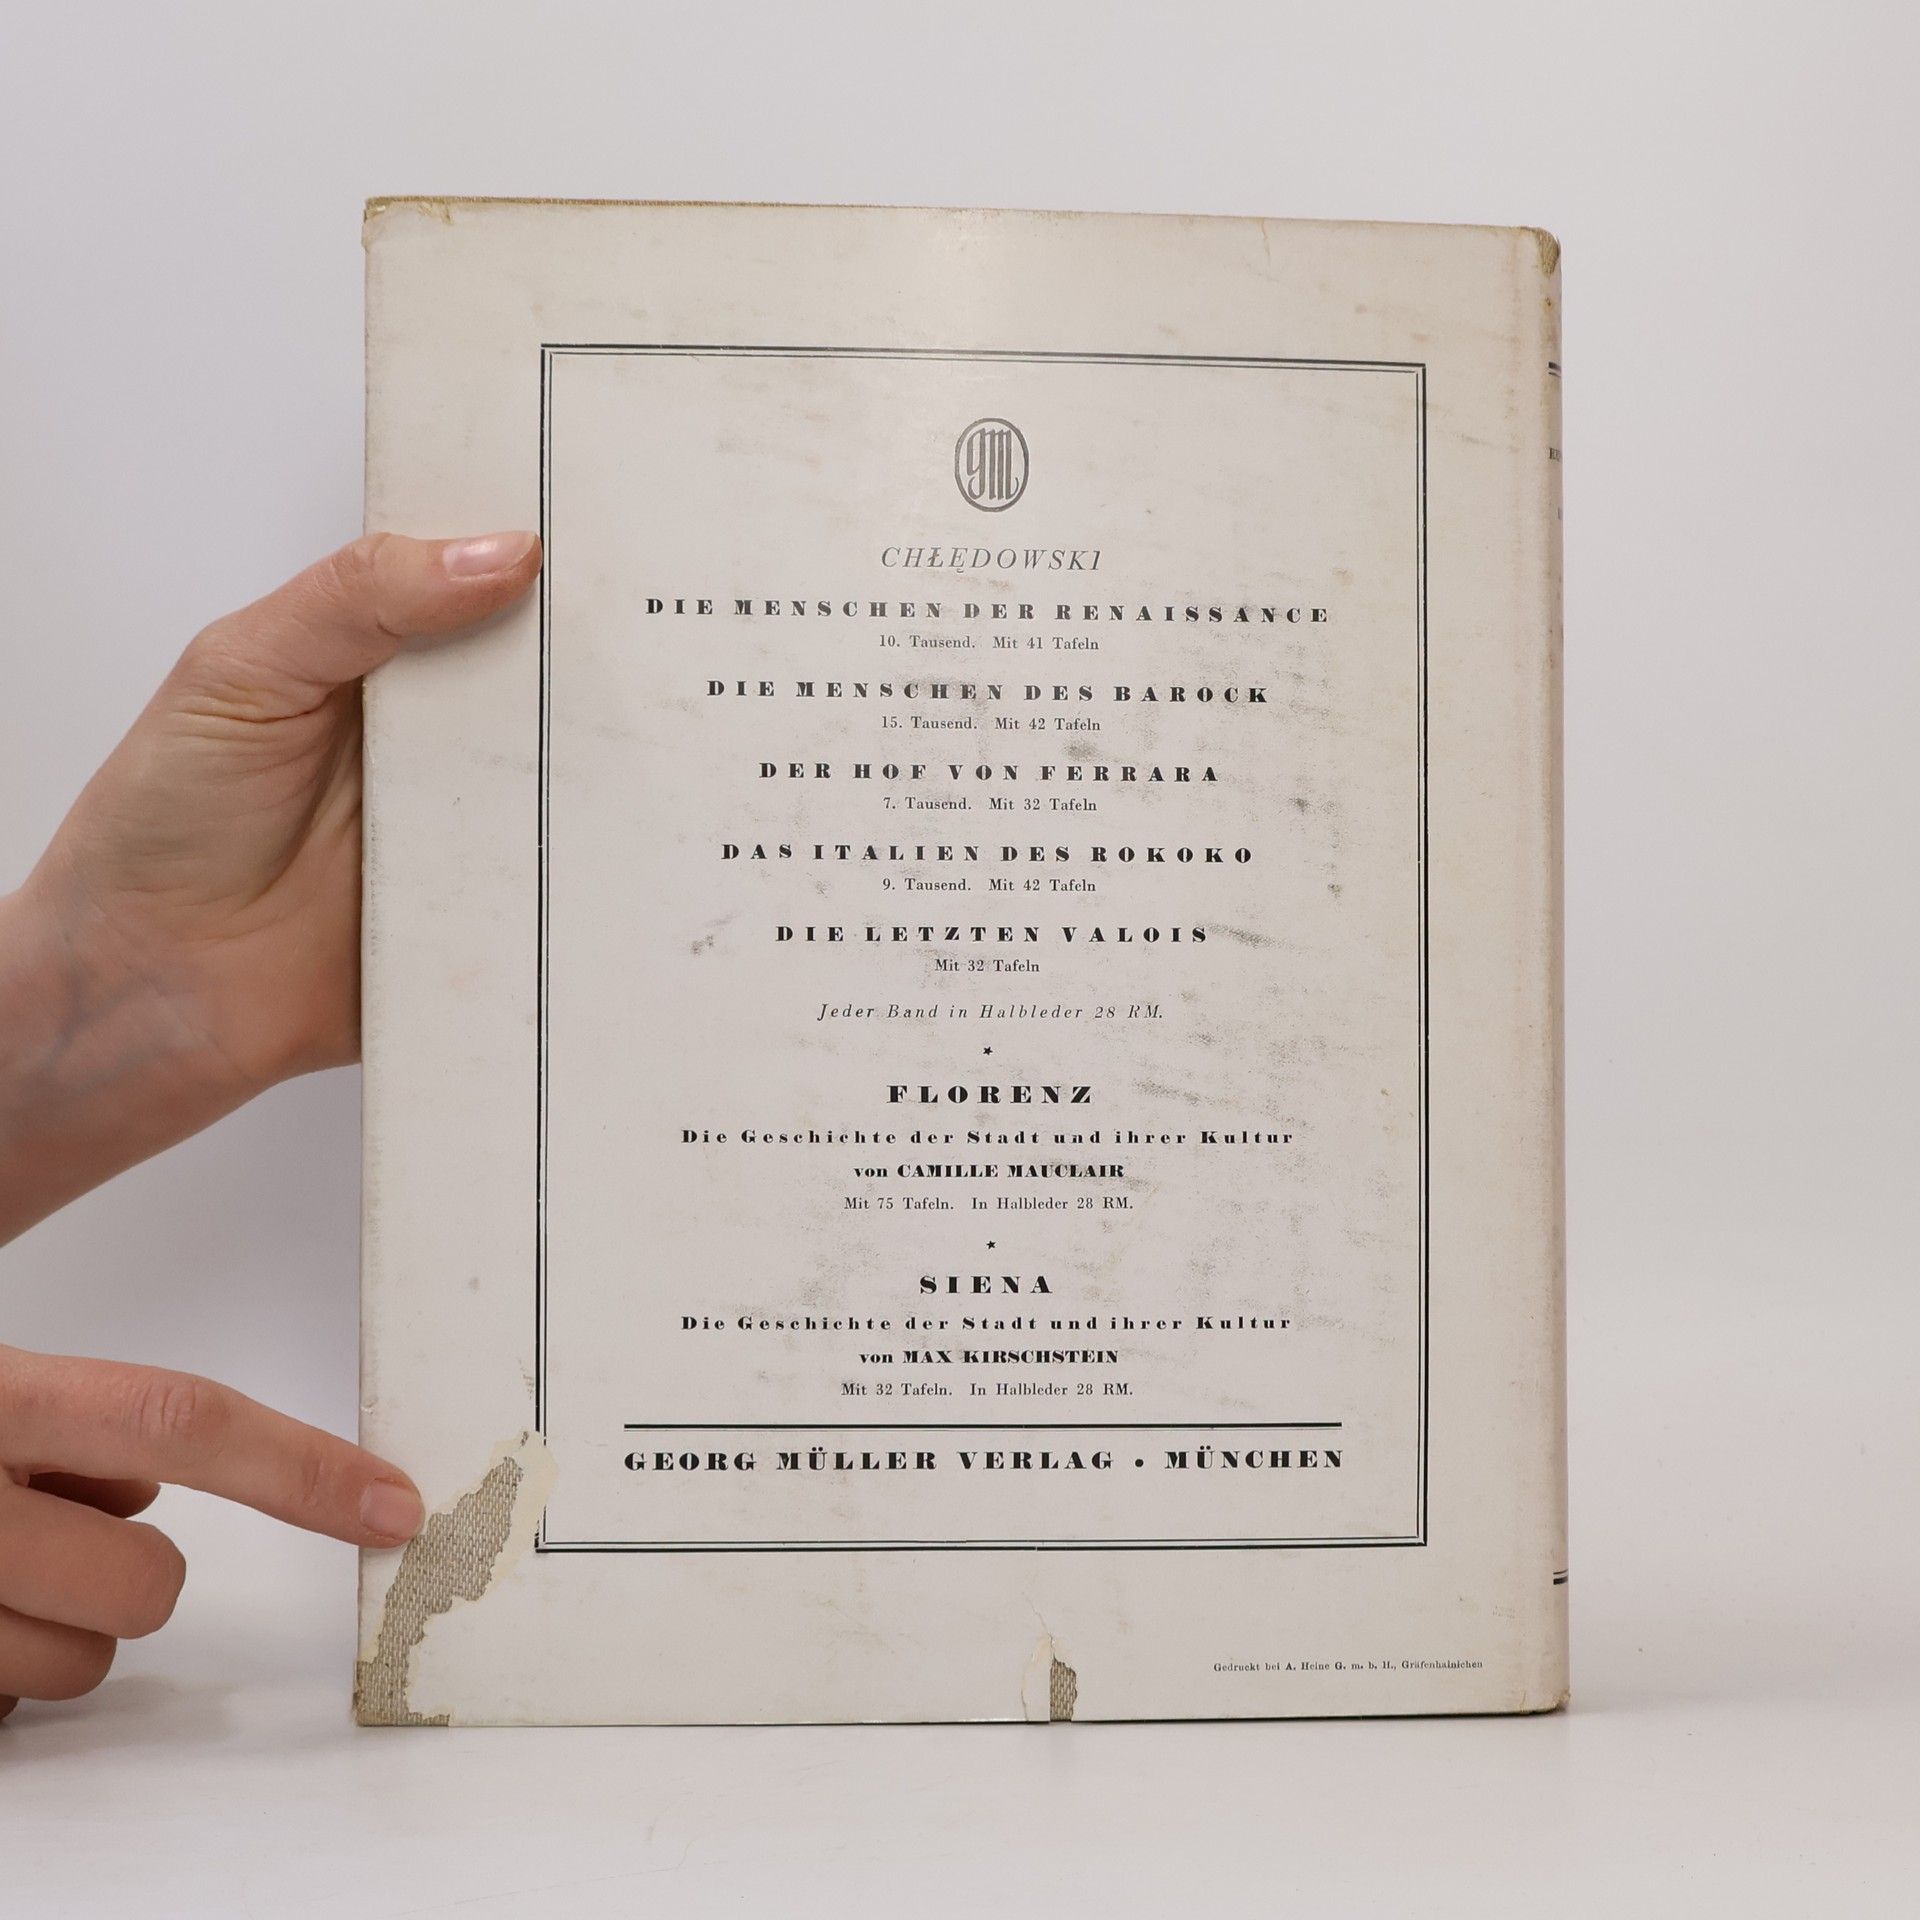 gm
CHŁĘDOWSKI
DIE MENSCHEN DER RENAISSANCE
10. Tausend. Mit 41 Tafeln
DIE MENSCHEN DES BAROCK
15. Tausend. Mit 42 Tafeln
DER HOF VON FERRARA
7. Tausend. Mit 32 Tafeln
DAS ITALIEN DES ROKOKO
9. Tausend. Mit 42 Tafeln
DIE LETZTEN VALOIS
Mit 32 Tafeln
Jeder Band in Halbleder 28 RM.
★
FLORENZ
Die Geschichte der Stadt und ihrer Kultur
von CAMILLE MAUCLAIR
Mit 75 Tafeln. In Halbleder 28 RM.
★
SIENA
Die Geschichte der Stadt und ihrer Kultur
von MAX KIRSCHSTEIN
Mit 32 Tafeln. In Halbleder 28 RM.
GEORG MÜLLER VERLAG • MÜNCHEN
Gedruckt bei A. Heine G. m. b. H., Gräfenhainichen